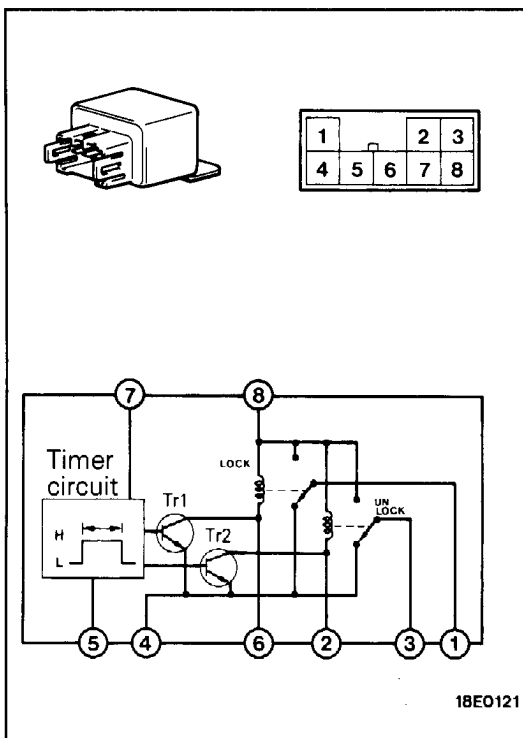 1 2 3
4 5 6 7 8
7 8
Timer
circuit
LOCK
Tr1
UN
LOCK
H
Tr2
L
5 4 6 2 3 1
18E0121